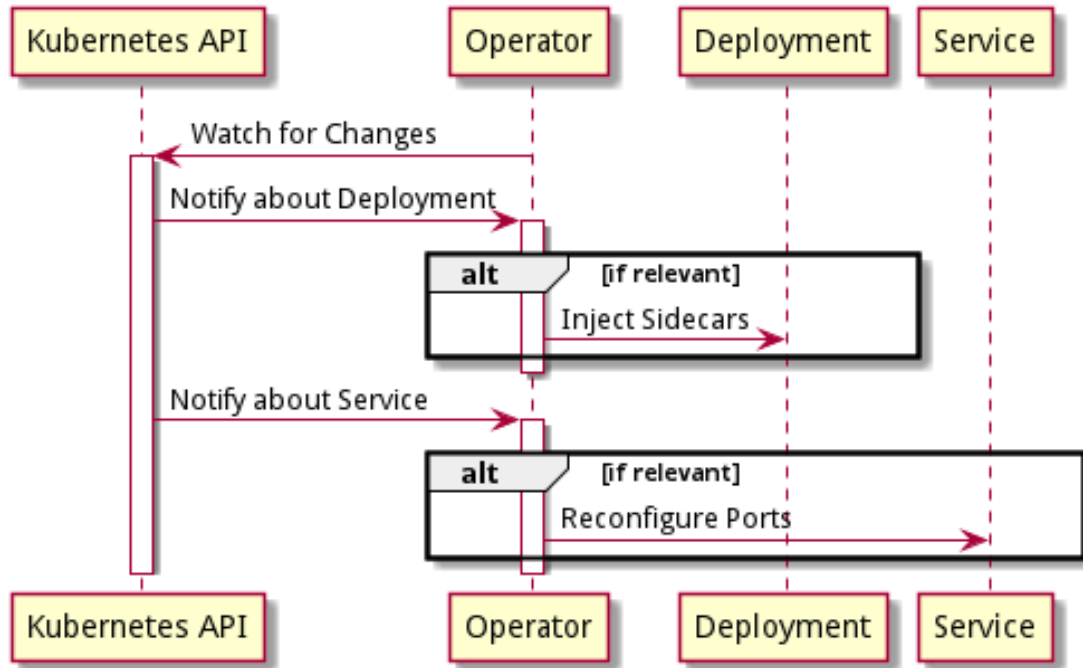 Kubernetes API
Operator
Deployment
Service
Watch for Changes
Notify about Deployment
alt
[if relevant]
Inject Sidecars
Notify about Service
alt
[if relevant]
Reconfigure Ports
Kubernetes API
Operator
Deployment
Service